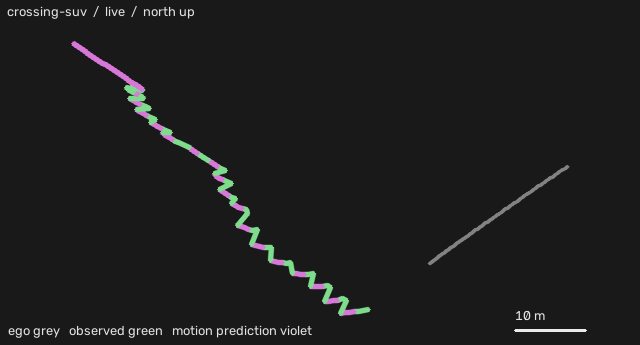 crossing-suv / live / north up
10 m
ego grey observed green motion prediction violet